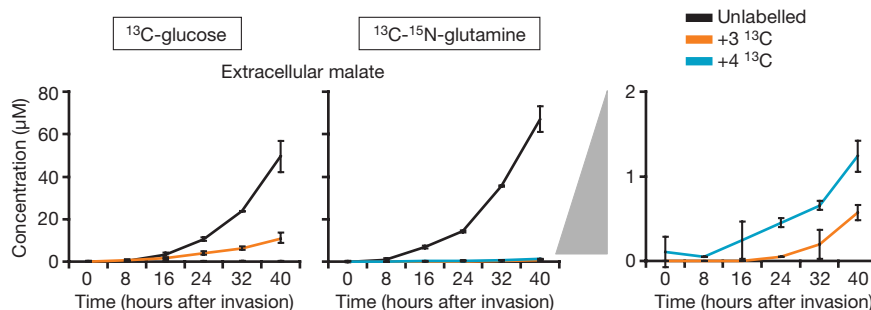 ¹³C-glucose
¹³C-¹⁵N-glutamine
Unlabelled
+3 ¹³C
+4 ¹³C
Extracellular malate
Concentration (µM)
80
60
40
20
0
0 8 16 24 32 40
Time (hours after invasion)
0 8 16 24 32 40
Time (hours after invasion)
2
1
0
0 8 16 24 32 40
Time (hours after invasion)